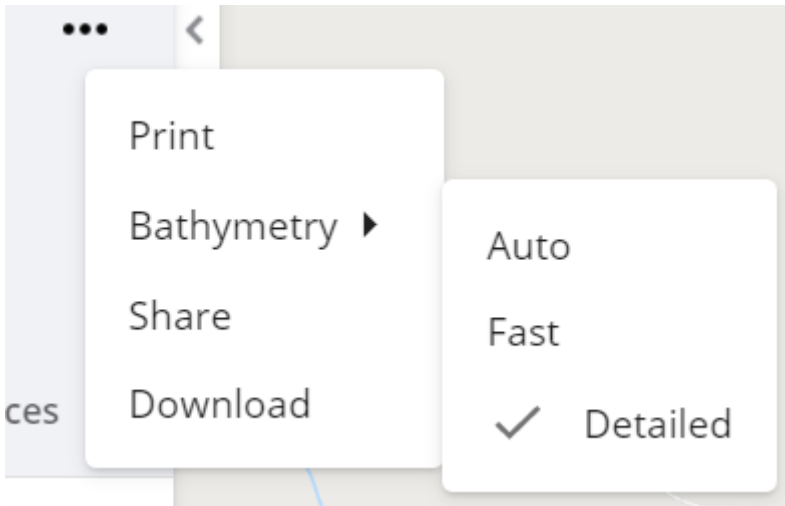 Print
Bathymetry
Share
Download
Auto
Fast
Detailed
ces